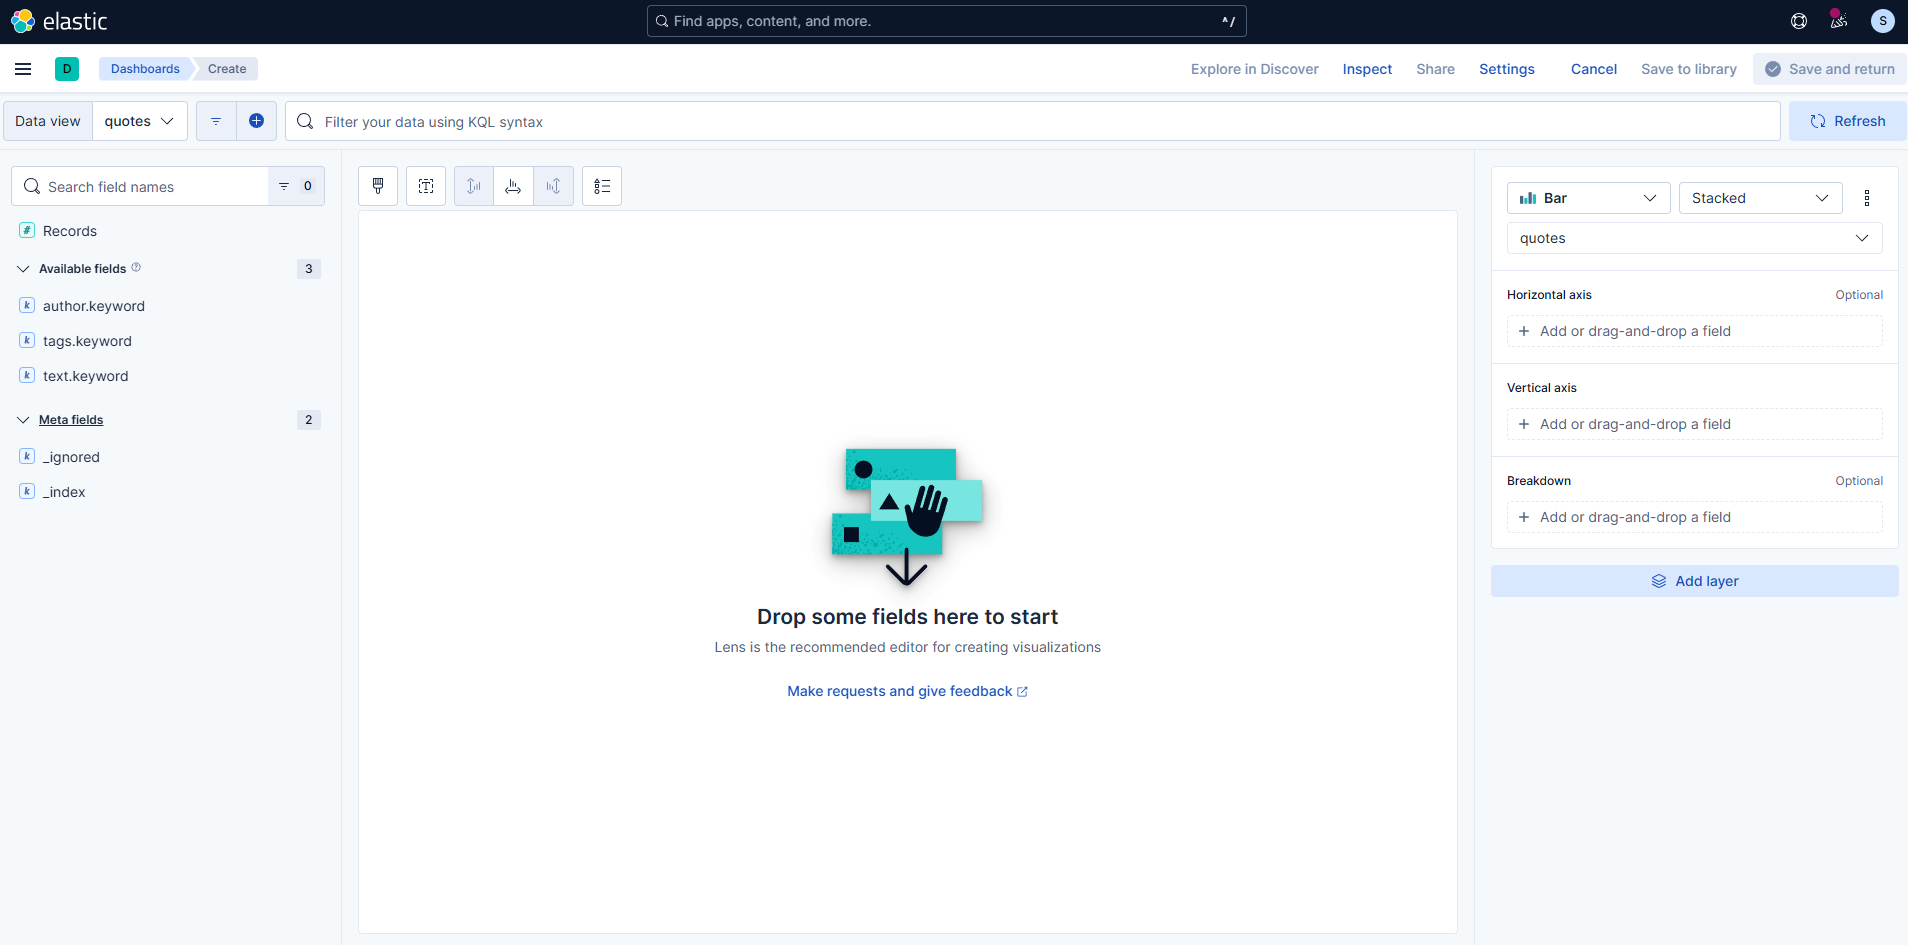 elastic
Find apps, content, and more.
^/
S
D
Dashboards
Create
Explore in Discover
Inspect
Share
Settings
Cancel
Save to library
Save and return
Data view
quotes
Filter your data using KQL syntax
Refresh
Search field names
0
# Records
Available fields
3
k author.keyword
k tags.keyword
k text.keyword
Meta fields
2
k _ignored
k _index
Drop some fields here to start
Lens is the recommended editor for creating visualizations
Make requests and give feedback
Bar
Stacked
quotes
Horizontal axis
Optional
+ Add or drag-and-drop a field
Vertical axis
+ Add or drag-and-drop a field
Breakdown
Optional
+ Add or drag-and-drop a field
Add layer